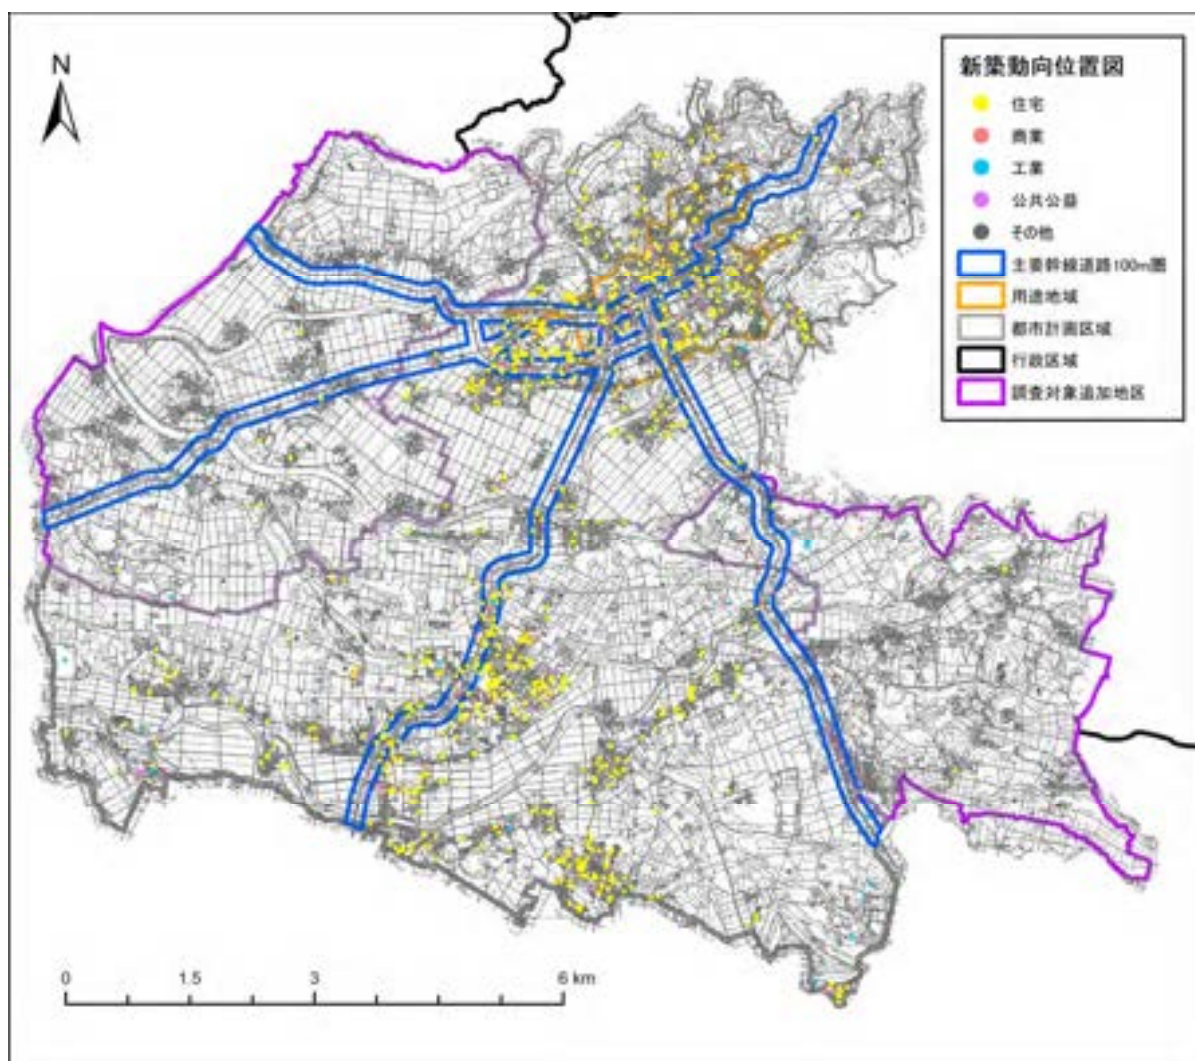 N
新築動向位置図
住宅
商業
工業
公共公益
その他
主要幹線道路100m圏
用途地域
都市計画区域
行政区域
調査対象追加地区
0 1.5 3 6 km